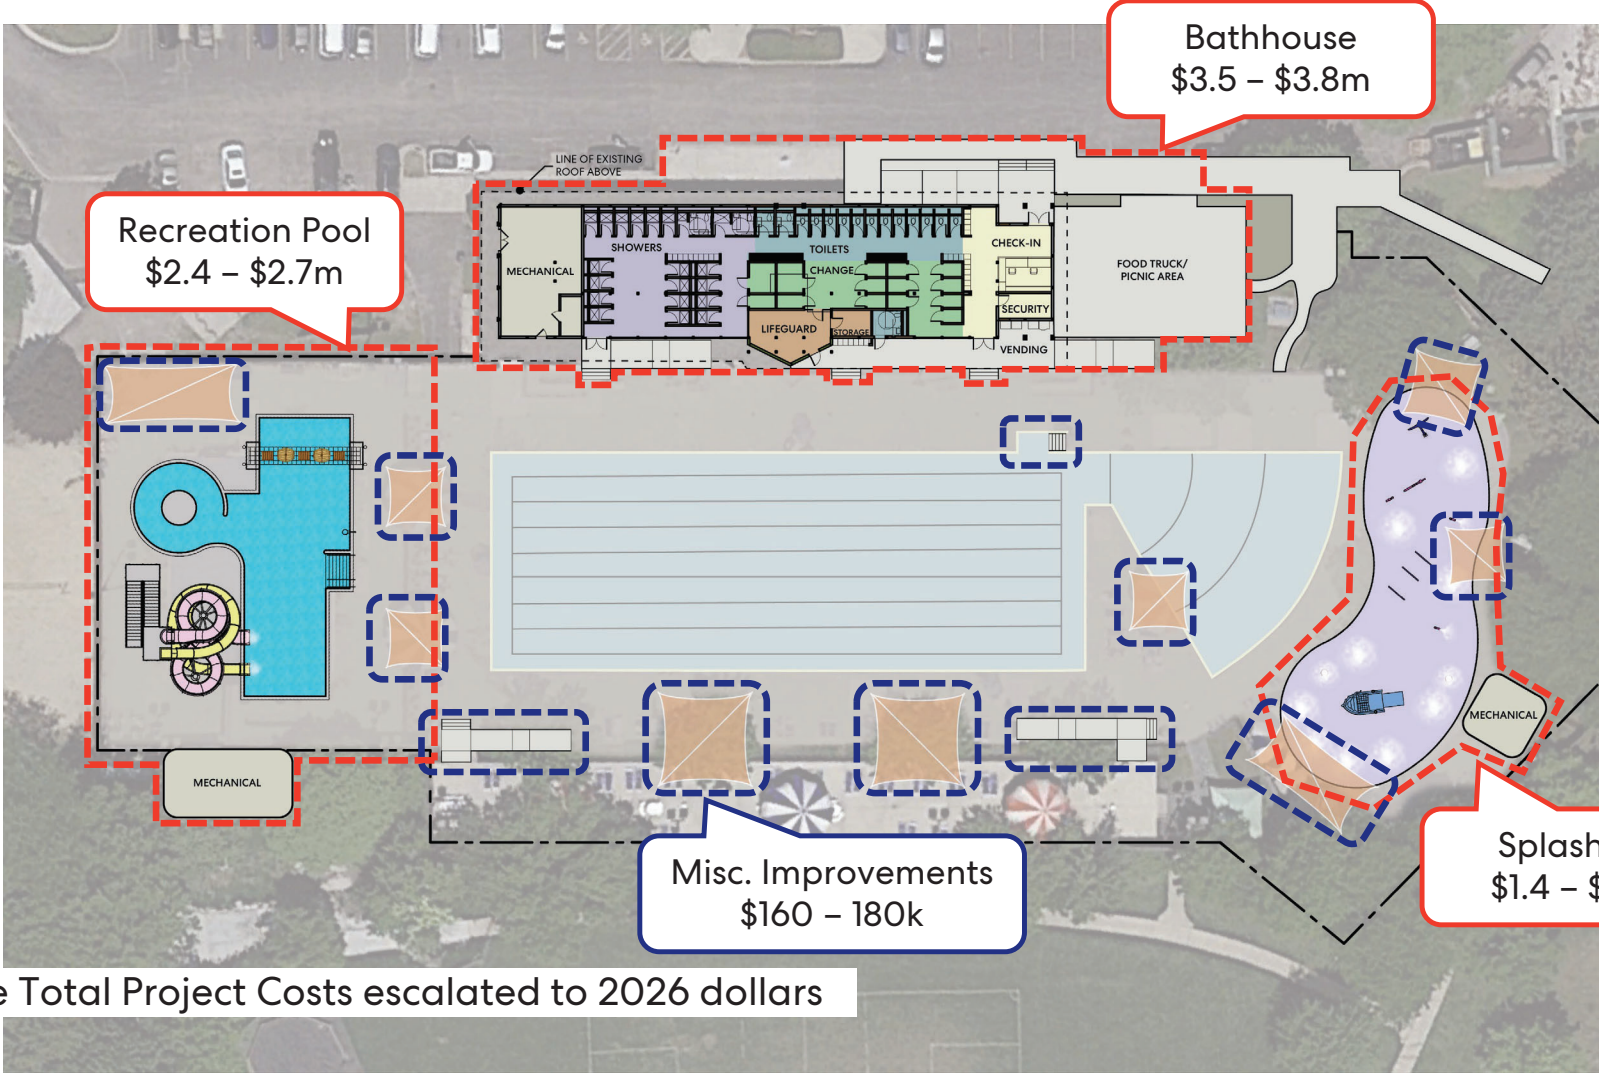 Bathhouse
$3.5 – $3.8m
LINE OF EXISTING
ROOF ABOVE
Recreation Pool
$2.4 – $2.7m
SHOWERS
TOILETS
CHECK-IN
MECHANICAL
CHANGE
FOOD TRUCK/
PICNIC AREA
SECURITY
LIFEGUARD
STORAGE
VENDING
MECHANICAL
MECHANICAL
Splash
$1.4 – $
Misc. Improvements
$160 – 180k
e Total Project Costs escalated to 2026 dollars